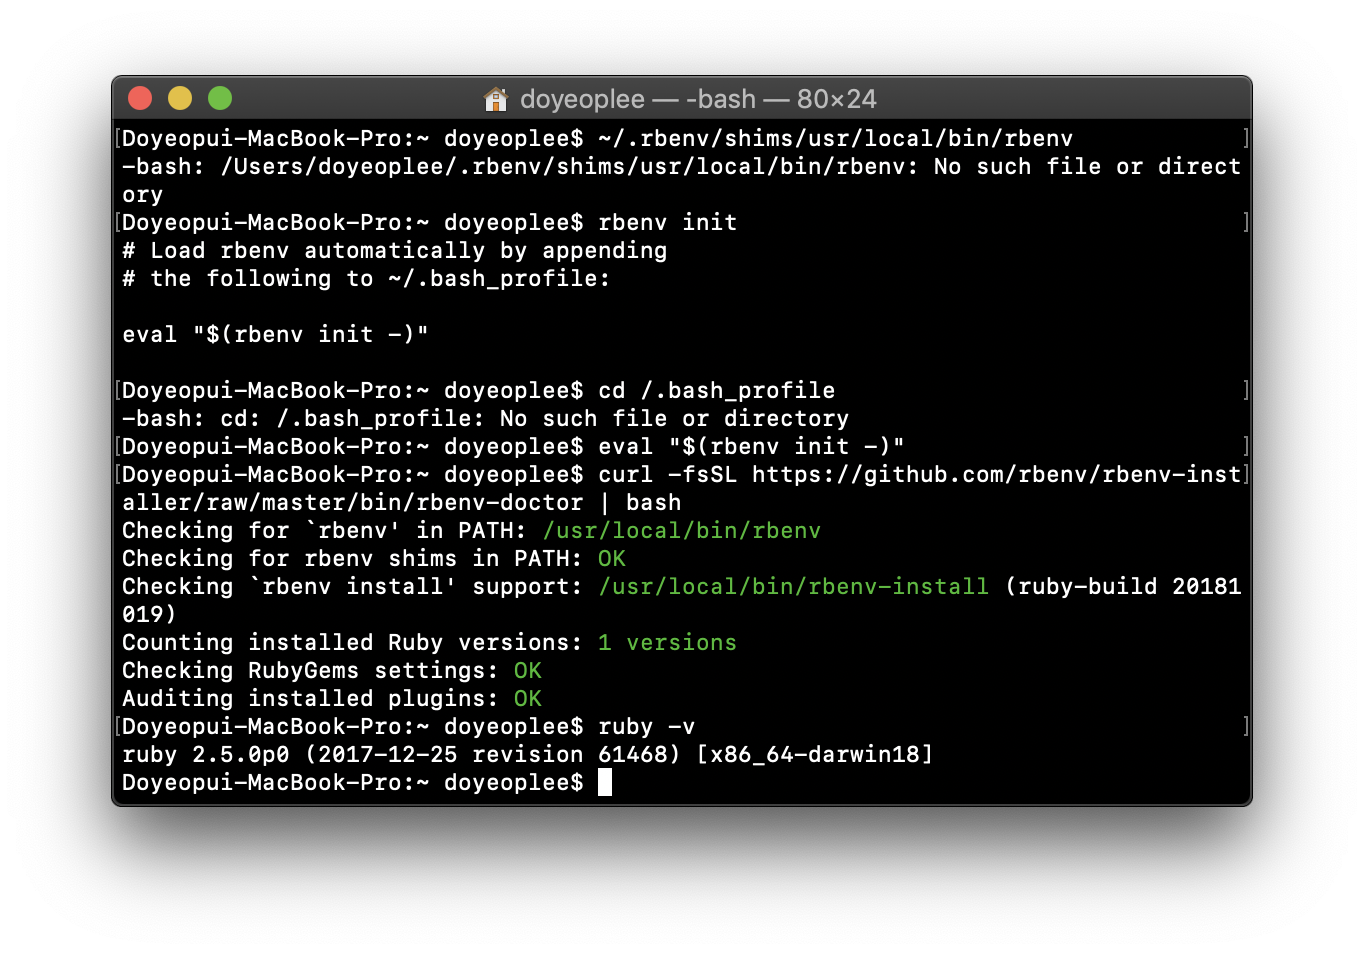 doyeoplee — -bash — 80×24
[Doyeopui-MacBook-Pro:~ doyeoplee$ ~/.rbenv/shims/usr/local/bin/rbenv ]
-bash: /Users/doyeoplee/.rbenv/shims/usr/local/bin/rbenv: No such file or direct
ory
[Doyeopui-MacBook-Pro:~ doyeoplee$ rbenv init ]
# Load rbenv automatically by appending
# the following to ~/.bash_profile:
eval "$(rbenv init -)"
[Doyeopui-MacBook-Pro:~ doyeoplee$ cd /.bash_profile ]
-bash: cd: /.bash_profile: No such file or directory
[Doyeopui-MacBook-Pro:~ doyeoplee$ eval "$(rbenv init -)" ]
[Doyeopui-MacBook-Pro:~ doyeoplee$ curl -fsSL https://github.com/rbenv/rbenv-inst]
aller/raw/master/bin/rbenv-doctor | bash
Checking for `rbenv' in PATH: /usr/local/bin/rbenv
Checking for rbenv shims in PATH: OK
Checking `rbenv install' support: /usr/local/bin/rbenv-install (ruby-build 20181
019)
Counting installed Ruby versions: 1 versions
Checking RubyGems settings: OK
Auditing installed plugins: OK
[Doyeopui-MacBook-Pro:~ doyeoplee$ ruby -v ]
ruby 2.5.0p0 (2017-12-25 revision 61468) [x86_64-darwin18]
Doyeopui-MacBook-Pro:~ doyeoplee$